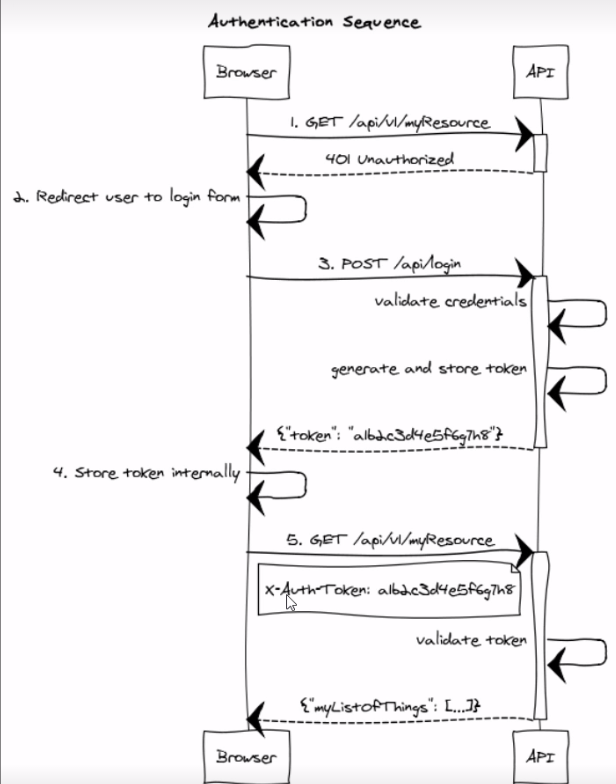 Authentication Sequence
Browser
API
1. GET /api/v1/myResource
401 Unauthorized
2. Redirect user to login form
3. POST /api/login
validate credentials
generate and store token
{"token": "a1b2c3d4e5f6g7h8"}
4. Store token internally
5. GET /api/v1/myResource
X-Auth-Token: a1b2c3d4e5f6g7h8
validate token
{"myListOfThings": [...]}
Browser
API